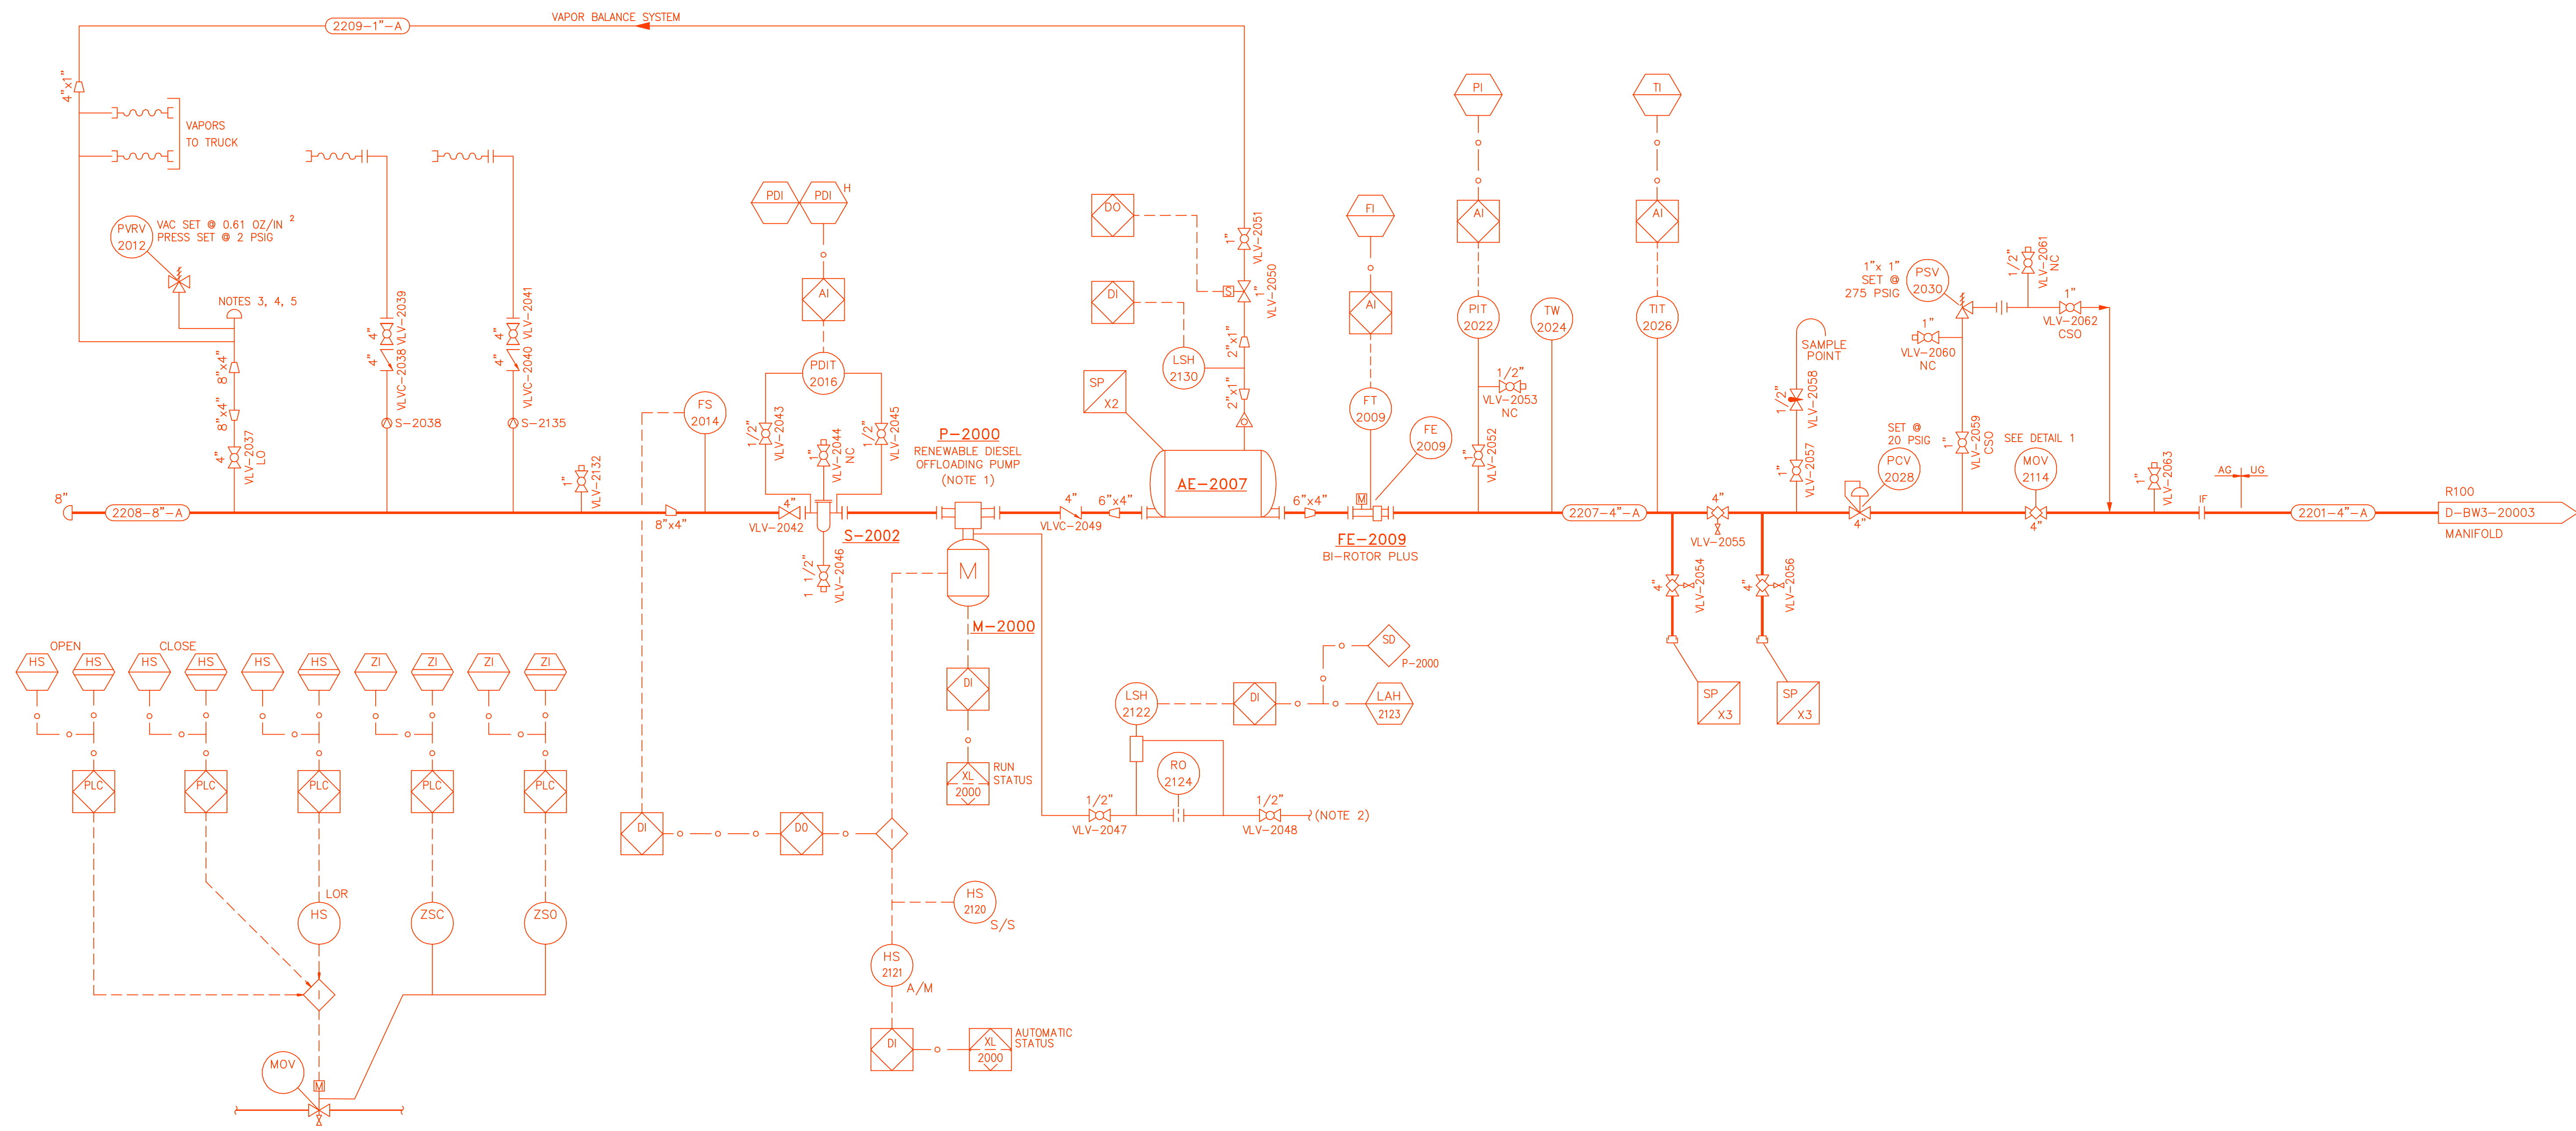 2209-1"-A
VAPOR BALANCE SYSTEM
4"x1"
VAPORS
TO TRUCK
PVRV
2012
VAC SET @ 0.61 OZ/IN 2
PRESS SET @ 2 PSIG
NOTES 3, 4, 5
8"x4"
8"x4"
4"
VLV-2037
LO
4"
VLV-2039
4"
VLVC-2038
S-2038
4"
VLV-2041
4"
VLVC-2040
S-2135
8"
2208-8"-A
1"
VLV-2132
8"x4"
FS
2014
PDI
PDI
H
AI
PDIT
2016
1/2"
VLV-2043
1"
VLV-2044
NC
1/2"
VLV-2045
4"
VLV-2042
S-2002
1 1/2"
VLV-2046
P-2000
RENEWABLE DIESEL
OFFLOADING PUMP
(NOTE 1)
M
M-2000
DI
XL
2000
RUN
STATUS
4"
VLVC-2049
6"x4"
SP
X2
AE-2007
DO
DI
LSH
2130
S
1"
VLV-2051
1"
VLV-2050
2"x1"
2"x1"
6"x4"
FI
AI
FT
2009
FE
2009
M
FE-2009
BI-ROTOR PLUS
PI
AI
PIT
2022
1/2"
VLV-2053
NC
1"
VLV-2052
TW
2024
TI
AI
TIT
2026
2207-4"-A
4"
VLV-2055
4"
VLV-2054
4"
VLV-2056
SP
X3
SP
X3
SAMPLE
POINT
1/2"
VLV-2058
1"
VLV-2057
SET @
20 PSIG
PCV
2028
4"
1"x 1"
SET @
275 PSIG
PSV
2030
1"
VLV-2060
NC
1"
VLV-2059
CSO
1/2"
VLV-2061
NC
1"
VLV-2062
CSO
SEE DETAIL 1
MOV
2114
4"
1"
VLV-2063
IF
AG
UG
2201-4"-A
R100
D-BW3-20003
MANIFOLD
OPEN
CLOSE
HS
HS
HS
HS
HS
HS
ZI
ZI
ZI
ZI
PLC
PLC
PLC
PLC
PLC
LOR
HS
ZSC
ZSO
I
MOV
M
DI
DO
I
HS
2120
S/S
HS
2121
A/M
DI
XL
2000
AUTOMATIC
STATUS
LSH
2122
DI
SD
P-2000
LAH
2123
RO
2124
1/2"
VLV-2047
1/2"
VLV-2048
(NOTE 2)